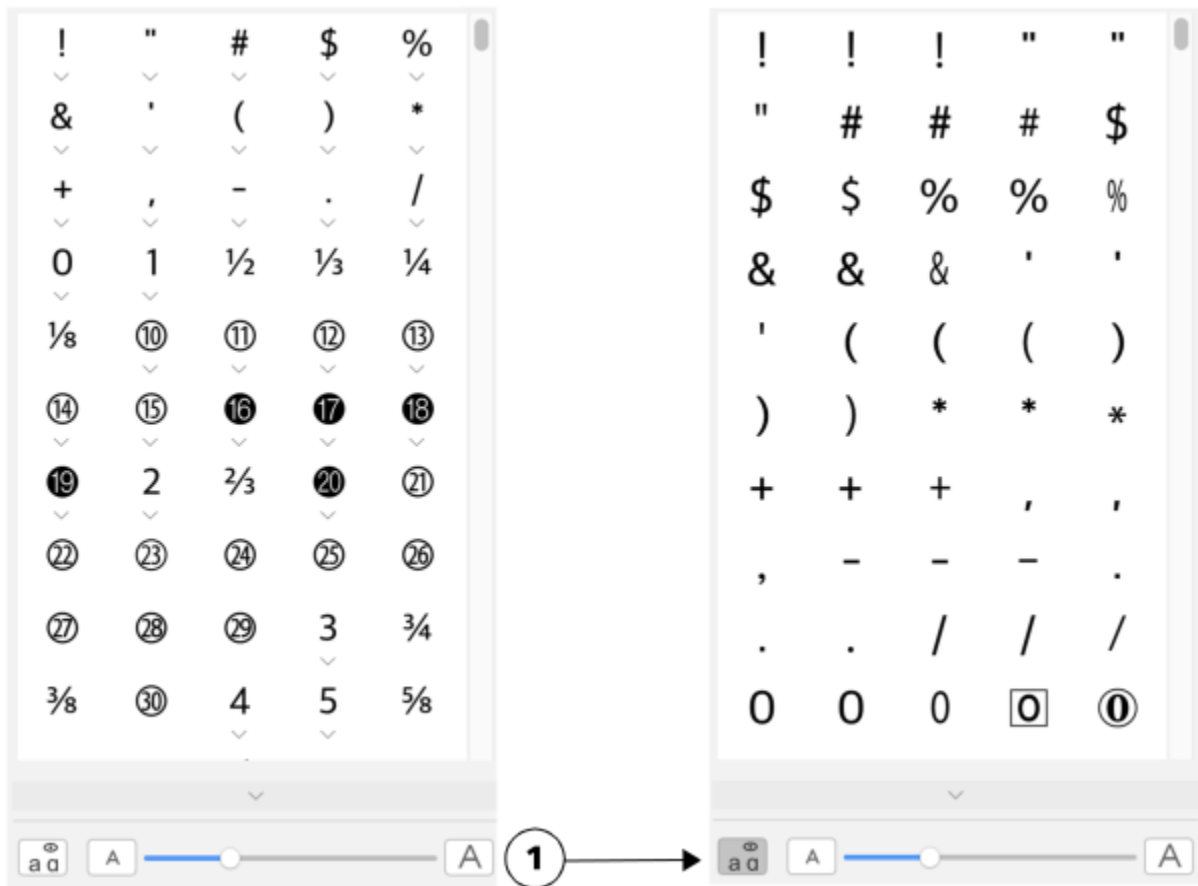 ! " # $ %
& ' ( ) *
+ , - . /
0 1 ½ ⅓ ¼
⅛ ⑩ ⑪ ⑫ ⑬
⑭ ⑮ ⓰ ⓱ ⓲
⓳ 2 ⅔ ⓴ ㉑
㉒ ㉓ ㉔ ㉕ ㉖
㉗ ㉘ ㉙ 3 ¾
⅜ ㉚ 4 5 ⅝
a ɑ A A
1
! ! ! " "
" # # # $
$ $ % % %
& & & ' '
' ( ( ( )
) ) * * *
+ + + , ,
, - - - .
. . / / /
0 0 0 0 0
a ɑ A A